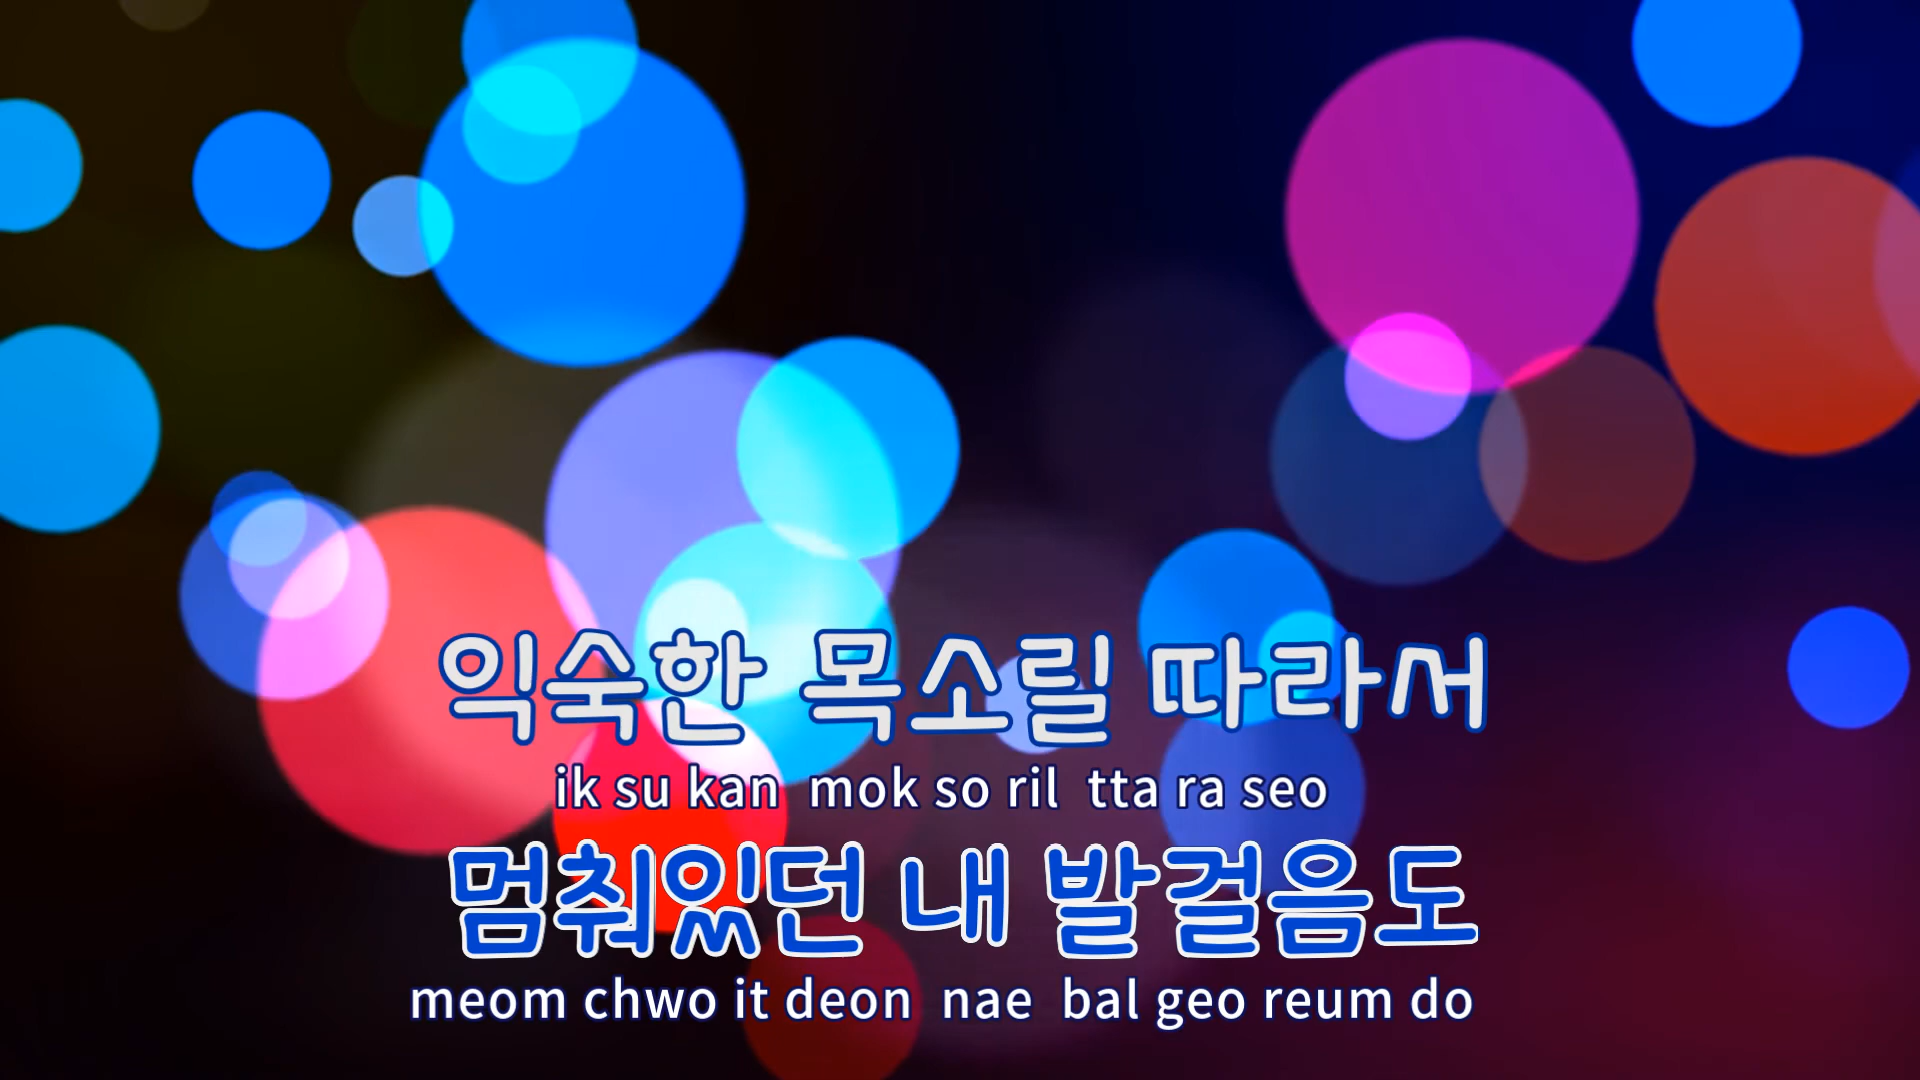 익숙한 목소릴 따라서
ik su kan mok so ril tta ra seo
멈춰있던 내 발걸음도
meom chwo it deon nae bal geo reum do